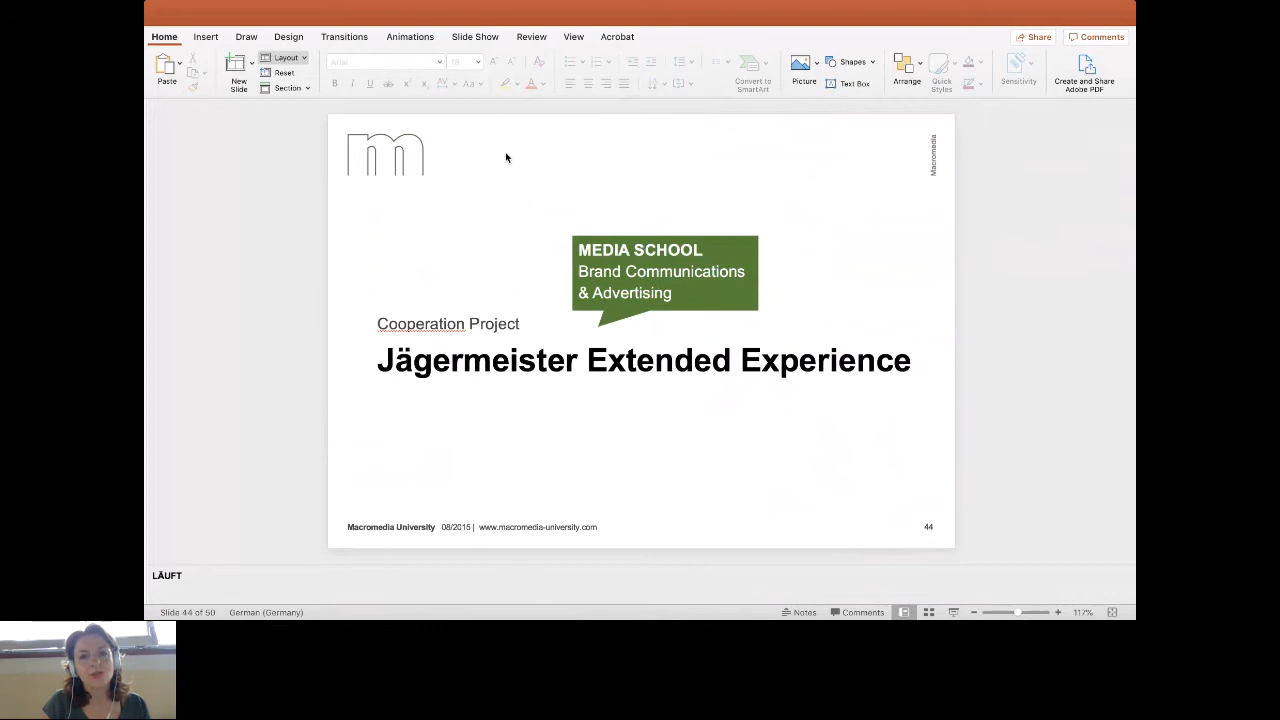 Home Insert Draw Design Transitions Animations Slide Show Review View Acrobat Share Comments
Paste
New Slide
Layout
Reset
Section
Arial 18
Convert to SmartArt
Picture
Shapes
Text Box
Arrange
Quick Styles
Sensitivity
Create and Share Adobe PDF
m
Macromedia
MEDIA SCHOOL
Brand Communications
& Advertising
Cooperation Project
Jägermeister Extended Experience
Macromedia University 08/2015 | www.macromedia-university.com 44
LÄUFT
Slide 44 of 50 German (Germany) Notes Comments 117%